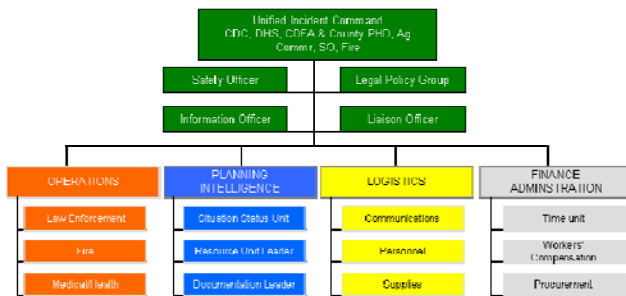 Unified Incident Command
CDC, DHS, CDFA & County PHD, Ag
Commr, SO, Fire
Safety Officer
Legal Policy Group
Information Officer
Liaison Officer
OPERATIONS
PLANNING
INTELLIGENCE
LOGISTICS
FINANCE
ADMINSTRATION
Law Enforcement
Situation Status Unit
Communications
Time unit
Fire
Resource Unit Leader
Personnel
Workers'
Compensation
Medical/Health
Documentation Leader
Supplies
Procurement